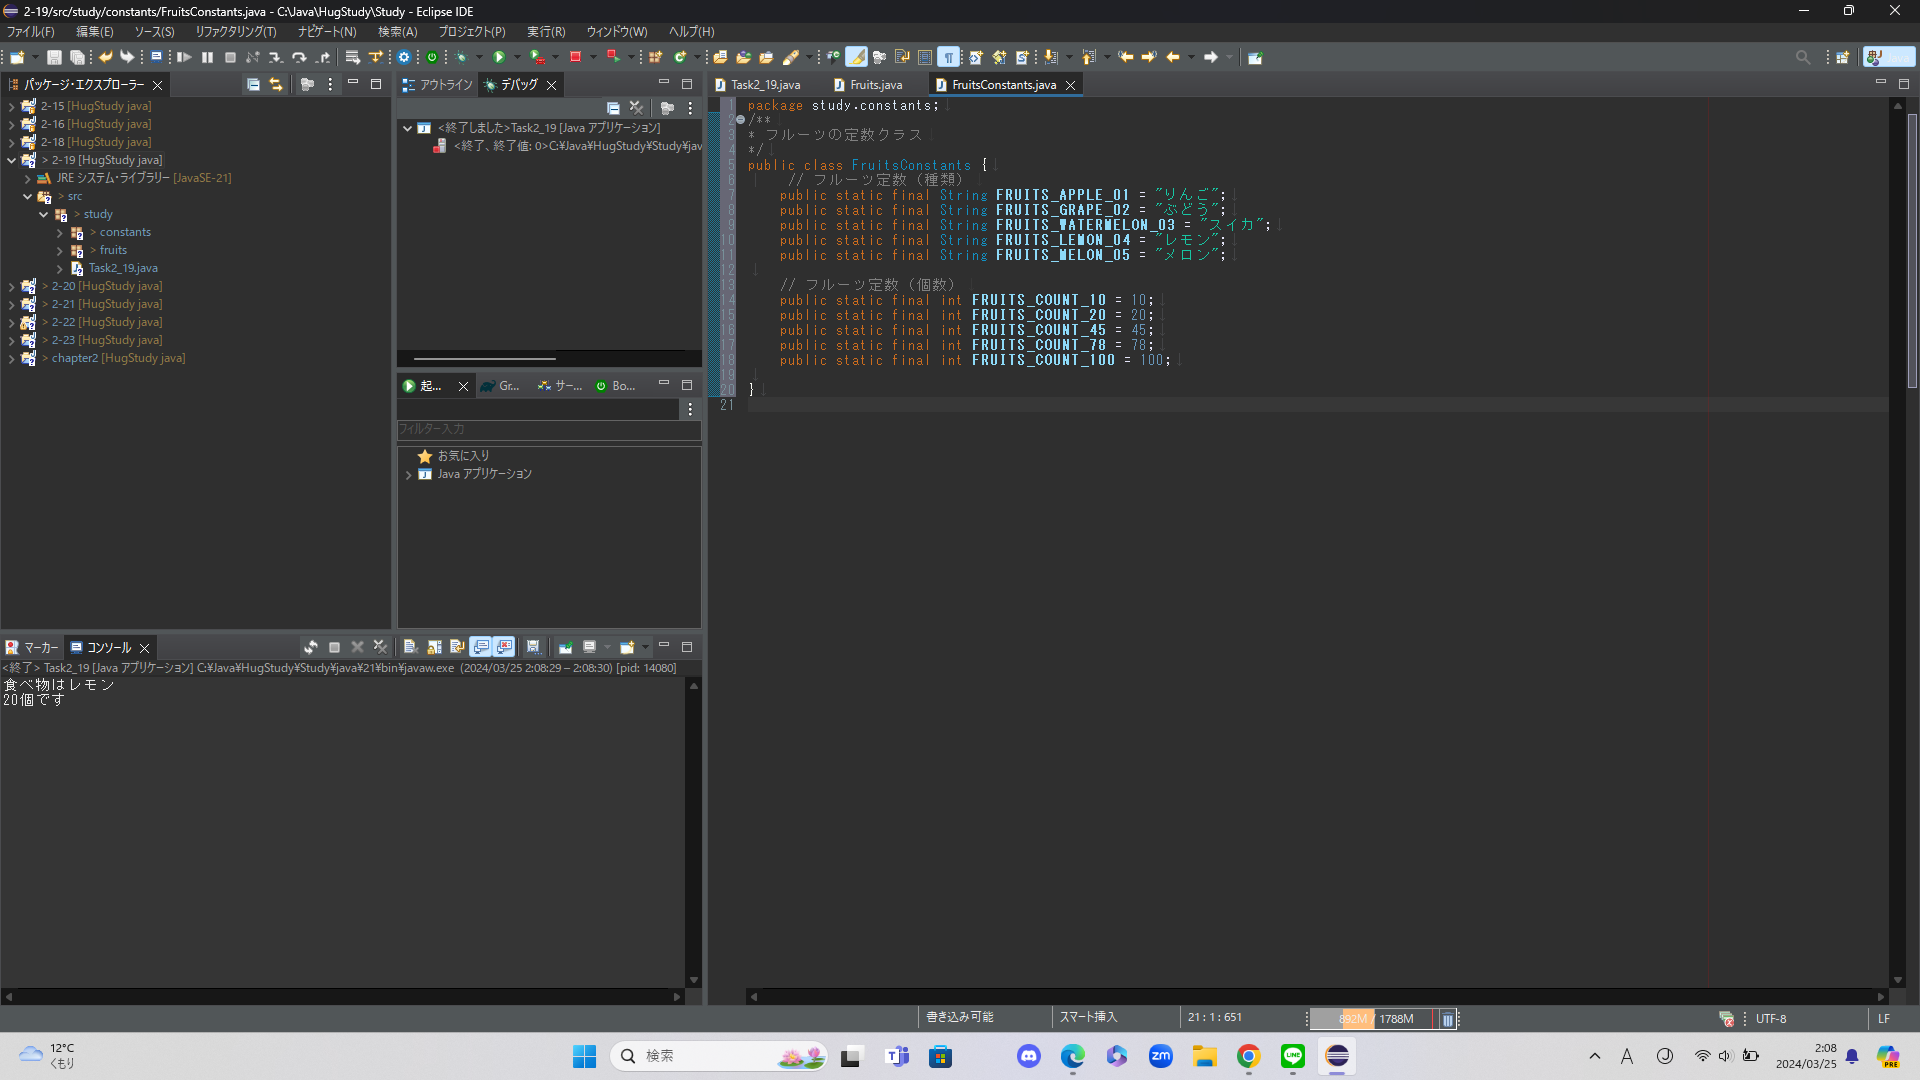 2-19/src/study/constants/FruitsConstants.java - C:\Java\HugStudy\Study - Eclipse IDE
ファイル(F) 編集(E) ソース(S) リファクタリング(T) ナビゲート(N) 検索(A) プロジェクト(P) 実行(R) ウィンドウ(W) ヘルプ(H)
パッケージ・エクスプローラー
2-15 [HugStudy java]
2-16 [HugStudy java]
2-18 [HugStudy java]
> 2-19 [HugStudy java]
JRE システム・ライブラリー [JavaSE-21]
> src
> study
> constants
> fruits
> Task2_19.java
> 2-20 [HugStudy java]
> 2-21 [HugStudy java]
> 2-22 [HugStudy java]
> 2-23 [HugStudy java]
> chapter2 [HugStudy java]
アウトライン デバッグ
<終了しました>Task2_19 [Java アプリケーション]
<終了、終了値: 0>C:¥Java¥HugStudy¥Study¥jav
起... Gr... サー... Bo...
フィルター入力
お気に入り
Java アプリケーション
Task2_19.java Fruits.java FruitsConstants.java
1 package study.constants;
2 /**
3 * フルーツの定数クラス
4 */
5 public class FruitsConstants {
6 // フルーツ定数（種類）
7 public static final String FRUITS_APPLE_01 = "りんご";
8 public static final String FRUITS_GRAPE_02 = "ぶどう";
9 public static final String FRUITS_WATERMELON_03 = "スイカ";
10 public static final String FRUITS_LEMON_04 = "レモン";
11 public static final String FRUITS_MELON_05 = "メロン";
12
13 // フルーツ定数（個数）
14 public static final int FRUITS_COUNT_10 = 10;
15 public static final int FRUITS_COUNT_20 = 20;
16 public static final int FRUITS_COUNT_45 = 45;
17 public static final int FRUITS_COUNT_78 = 78;
18 public static final int FRUITS_COUNT_100 = 100;
19
20 }
21
マーカー コンソール
<終了> Task2_19 [Java アプリケーション] C:¥Java¥HugStudy¥Study¥java¥21¥bin¥javaw.exe (2024/03/25 2:08:29 – 2:08:30) [pid: 14080]
食べ物はレモン
20個です
書き込み可能 スマート挿入 21 : 1 : 651 892M / 1788M UTF-8 LF
12°C
くもり
検索
zm
LINE
A
2:08
2024/03/25
PRE